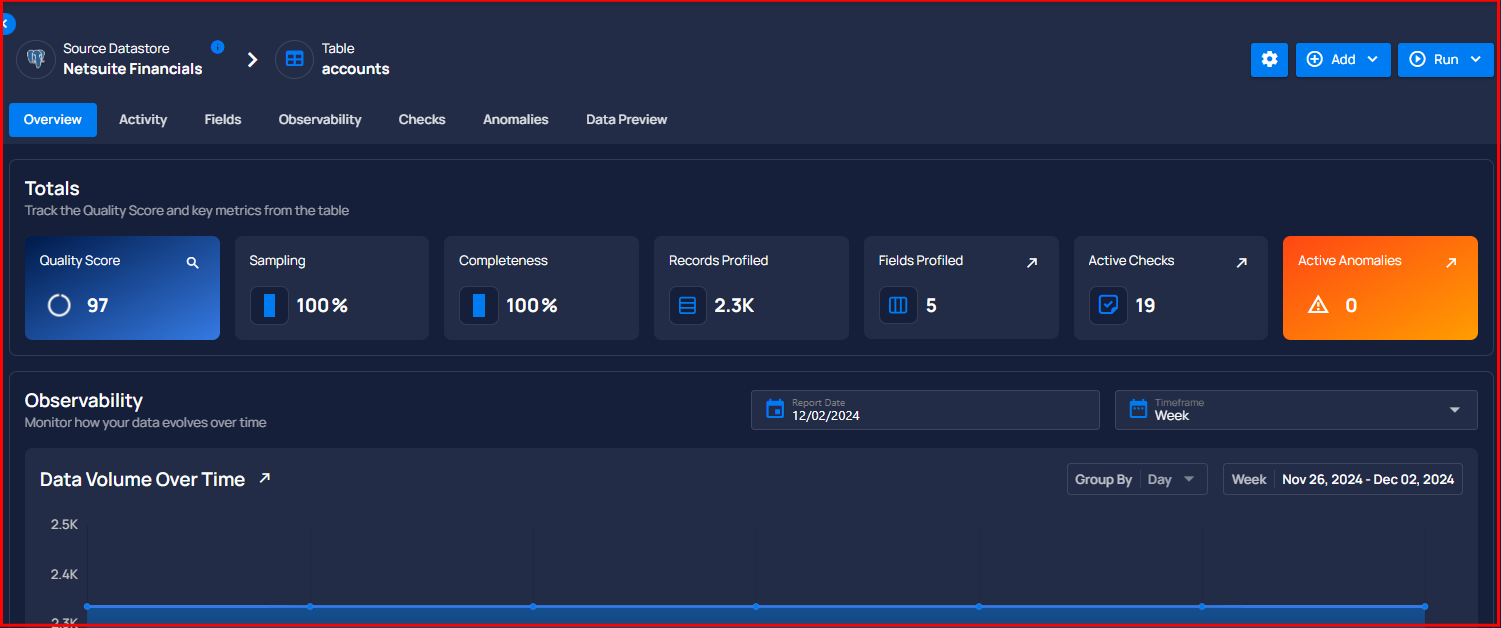 Source Datastore
Netsuite Financials
Table
accounts
Add
Run
Overview Activity Fields Observability Checks Anomalies Data Preview
Totals
Track the Quality Score and key metrics from the table
Quality Score
97
Sampling
100%
Completeness
100%
Records Profiled
2.3K
Fields Profiled
5
Active Checks
19
Active Anomalies
0
Observability
Monitor how your data evolves over time
Report Date
12/02/2024
Timeframe
Week
Data Volume Over Time
Group By Day
Week Nov 26, 2024 - Dec 02, 2024
2.5K
2.4K
2.3K